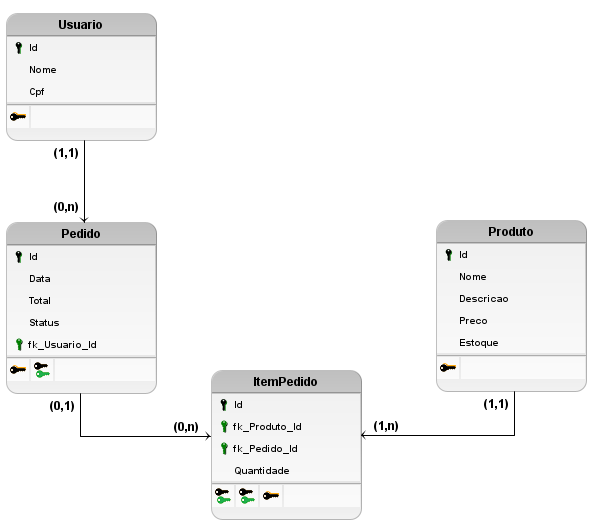 Usuario
Id
Nome
Cpf
(1,1)
(0,n)
Pedido
Id
Data
Total
Status
fk_Usuario_Id
(0,1)
(0,n)
Produto
Id
Nome
Descricao
Preco
Estoque
(1,1)
(1,n)
ItemPedido
Id
fk_Produto_Id
fk_Pedido_Id
Quantidade